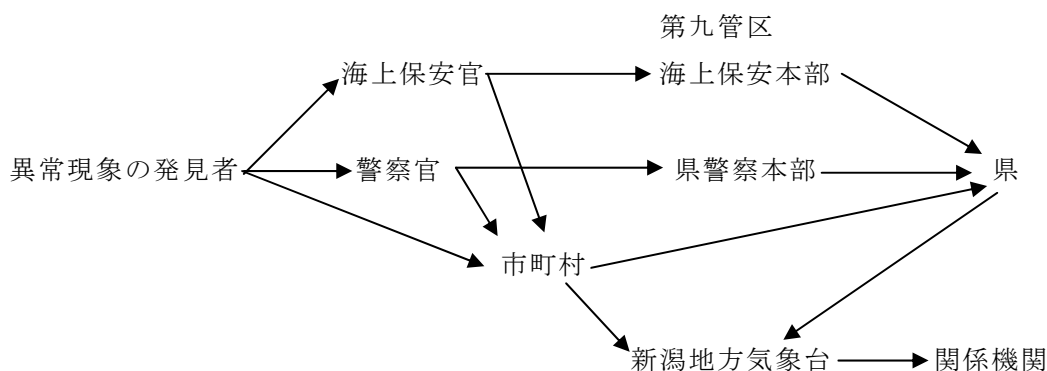 第九管区
海上保安官 海上保安本部
異常現象の発見者 警察官 県警察本部 県
市町村
新潟地方気象台 関係機関